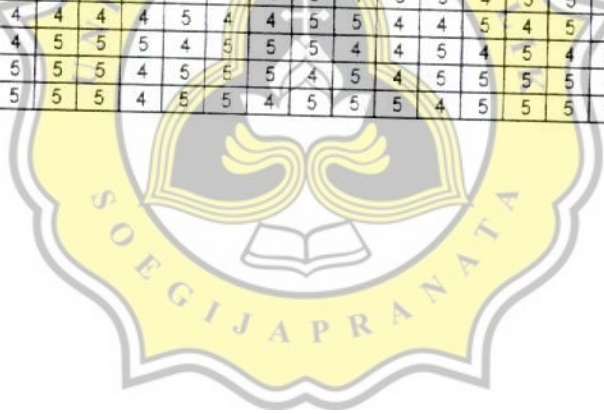 4 4 4 4 5 4 4 5 5 4 4 5 4 5
4 5 5 5 4 5 5 5 4 4 5 4 5 4
5 5 5 4 5 5 5 4 5 4 5 5 5 5
5 5 5 4 5 5 4 5 5 5 4 5 5 5
SOEGIJAPRANATA